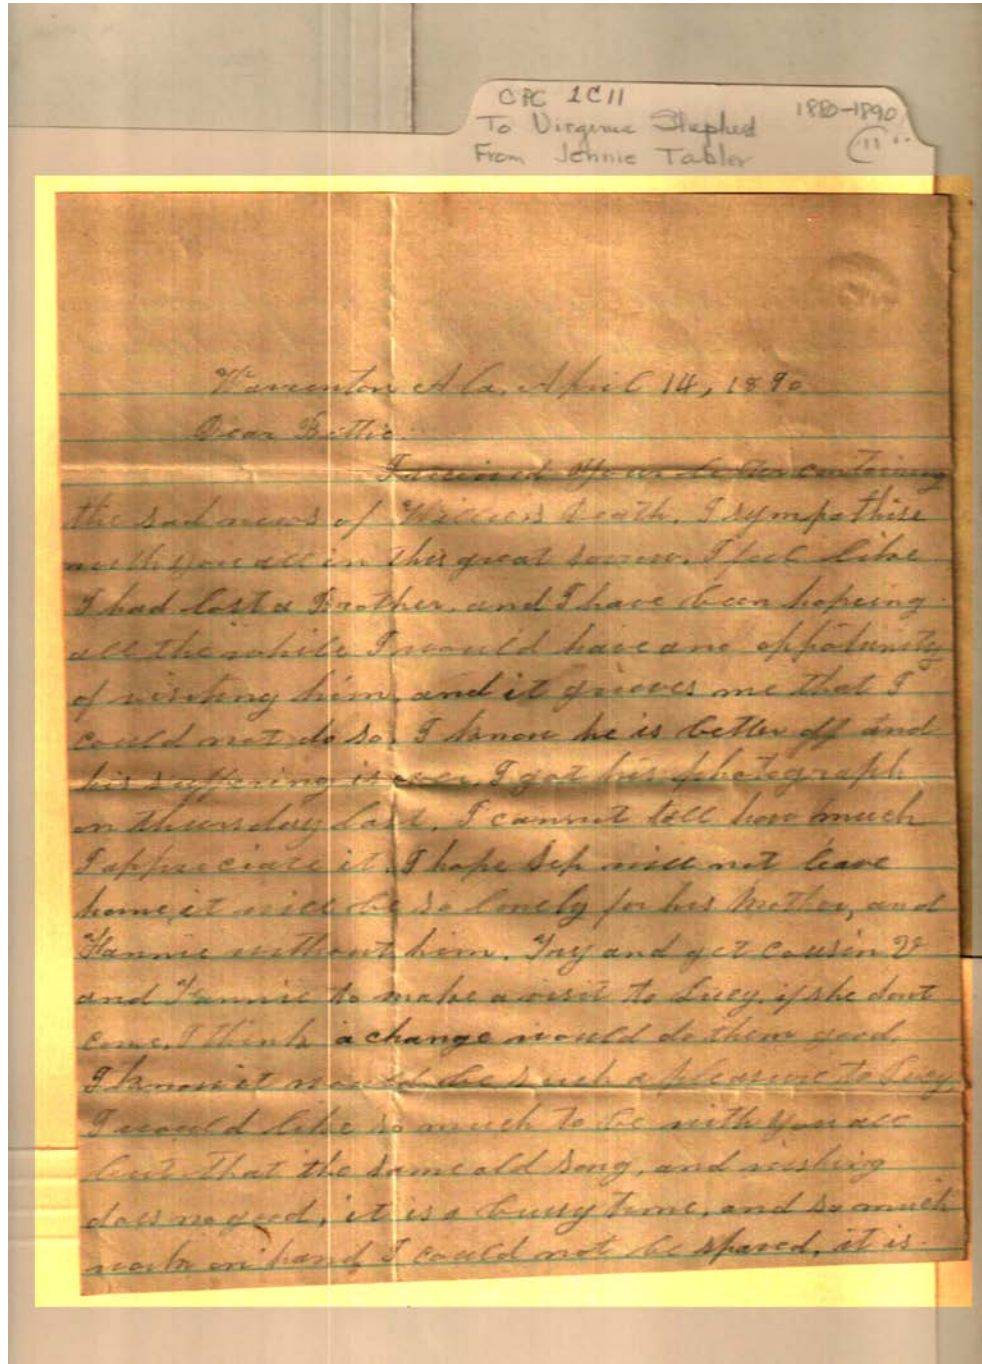 CPC 1C11
1880-1890
To Virginia Shepherd
"11"
From Jennie Tabler
Warrenton Ala. April 14, 1890
Dear Bettie.
I received your letter containing
the sad news of Willie's death. I sympathise
with you all in this great sorrow. I feel like
I had lost a Brother, and I have been hopeing
all the while I would have an oppotunity
of visiting him, and it grieves me that I
could not do so. I know he is better off and
his suffering is over. I got his photograph
on thursday last. I cannot tell how much
I appreciate it. I hope Sep will not leave
home, it will be so lonely for his Mother, and
Fannie without him. Try and get cousin V
and Fannie to make a visit to Lucy, if she dont
come. I think a change would do them good.
I know it would be such a pleasure to Lucy.
I would like so much to be with you all
but that the same old song, and wishing
does no good, it is a busy time, and so much
work on hand I could not be spared, it is